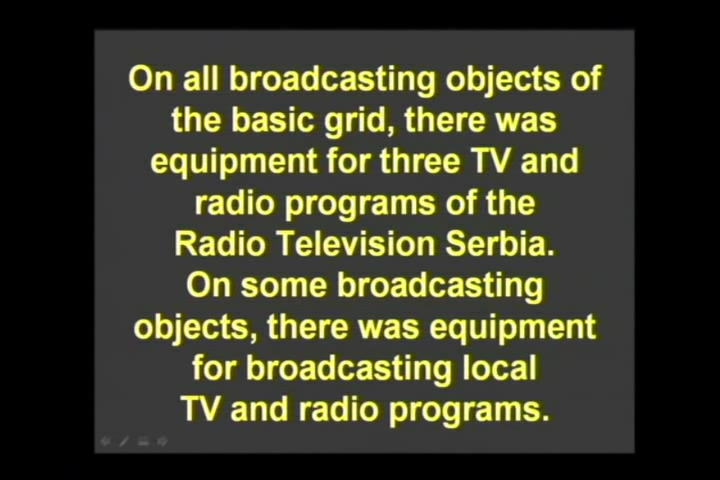 On all broadcasting objects of
the basic grid, there was
equipment for three TV and
radio programs of the
Radio Television Serbia.
On some broadcasting
objects, there was equipment
for broadcasting local
TV and radio programs.